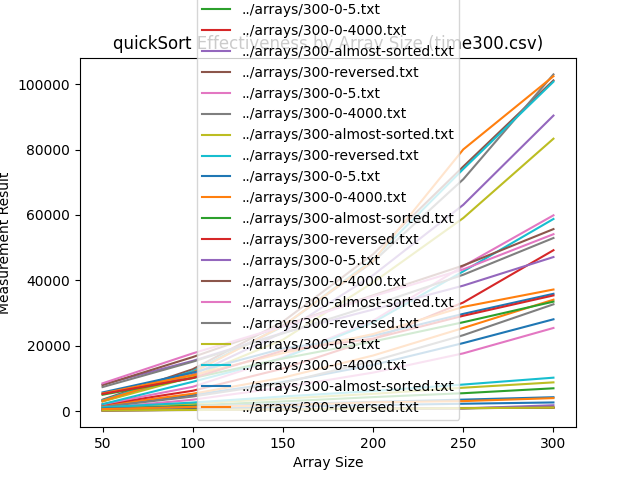 ../arrays/300-0-5.txt
../arrays/300-0-4000.txt
quickSort Effectiveness by Array Size (time300.csv)
../arrays/300-almost-sorted.txt
../arrays/300-reversed.txt
../arrays/300-0-5.txt
../arrays/300-0-4000.txt
../arrays/300-almost-sorted.txt
../arrays/300-reversed.txt
../arrays/300-0-5.txt
../arrays/300-0-4000.txt
../arrays/300-almost-sorted.txt
../arrays/300-reversed.txt
../arrays/300-0-5.txt
../arrays/300-0-4000.txt
../arrays/300-almost-sorted.txt
../arrays/300-reversed.txt
../arrays/300-0-5.txt
../arrays/300-0-4000.txt
../arrays/300-almost-sorted.txt
../arrays/300-reversed.txt
100000
80000
60000
40000
20000
0
Measurement Result
50
100
150
200
250
300
Array Size